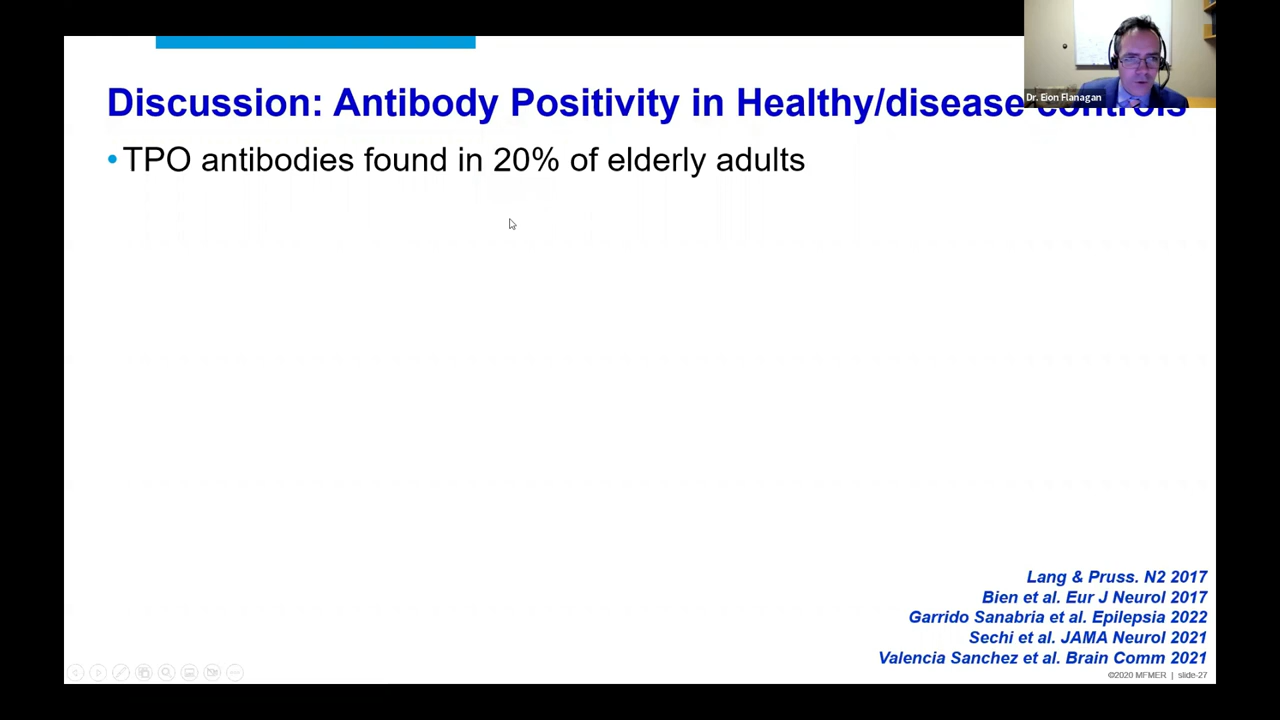 Discussion: Antibody Positivity in Healthy/disease controls
Dr. Eion Flanagan
• TPO antibodies found in 20% of elderly adults
Lang & Pruss. N2 2017
Bien et al. Eur J Neurol 2017
Garrido Sanabria et al. Epilepsia 2022
Sechi et al. JAMA Neurol 2021
Valencia Sanchez et al. Brain Comm 2021
©2020 MFMER | slide-27